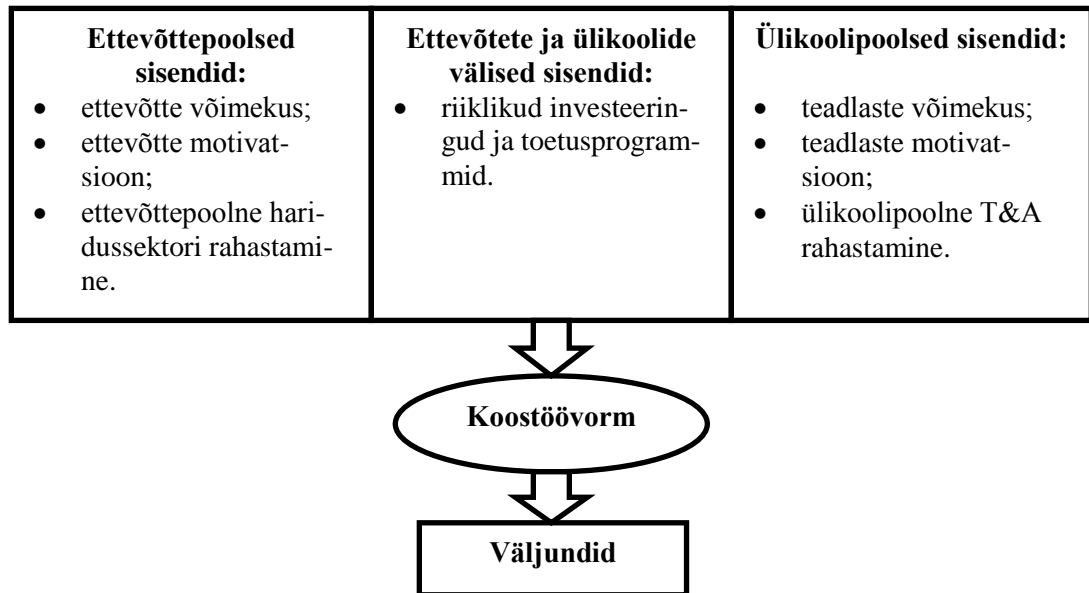 Ettevõttepoolsed
sisendid:
• ettevõtte võimekus;
• ettevõtte motivat-
sioon;
• ettevõttepoolne hari-
dussektori rahastami-
ne.
Ettevõtete ja ülikoolide
välised sisendid:
• riiklikud investeerin-
gud ja toetusprogram-
mid.
Ülikoolipoolsed sisendid:
• teadlaste võimekus;
• teadlaste motivat-
sioon;
• ülikoolipoolne T&A
rahastamine.
Koostöövorm
Väljundid